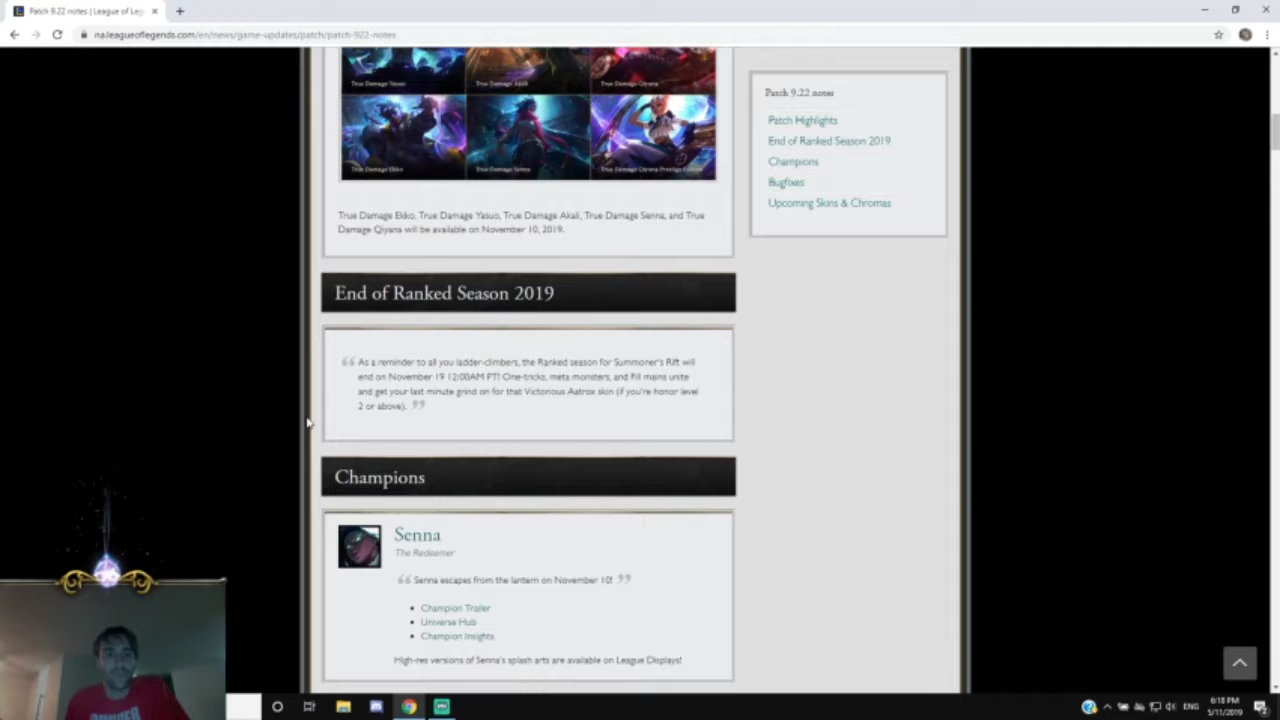 Patch 9.22 notes | League of Leg
na.leagueoflegends.com/en/news/game-updates/patch/patch-922-notes
True Damage Yasuo
True Damage Akali
True Damage Qiyana
True Damage Ekko
True Damage Senna
True Damage Qiyana Prestige Edition
True Damage Ekko, True Damage Yasuo, True Damage Akali, True Damage Senna, and True
Damage Qiyana will be available on November 10, 2019.
End of Ranked Season 2019
As a reminder to all you ladder-climbers, the Ranked season for Summoner's Rift will
end on November 19 12:00AM PT! One-tricks, meta monsters, and Fill mains unite
and get your last minute grind on for that Victorious Aatrox skin (if you're honor level
2 or above).
Champions
Senna
The Redeemer
Senna escapes from the lantern on November 10!
• Champion Trailer
• Universe Hub
• Champion Insights
High-res versions of Senna's splash arts are available on League Displays!
Patch 9.22 notes
Patch Highlights
End of Ranked Season 2019
Champions
Bugfixes
Upcoming Skins & Chromas
ENG
6:18 PM
5/11/2019